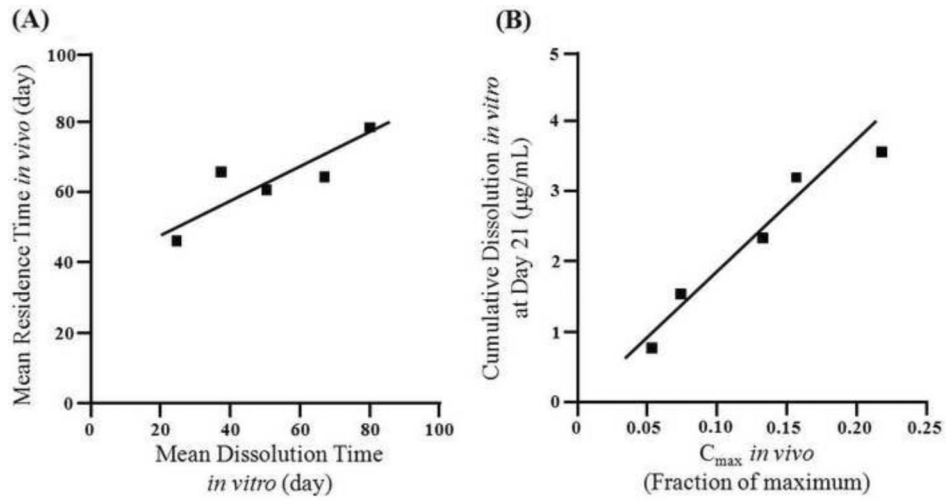 (A)
Mean Residence Time in vivo (day)
100
80
60
40
20
0
0 20 40 60 80 100
Mean Dissolution Time
in vitro (day)
(B)
Cumulative Dissolution in vitro
at Day 21 (µg/mL)
5
4
3
2
1
0
0 0.05 0.10 0.15 0.20 0.25
Cmax in vivo
(Fraction of maximum)